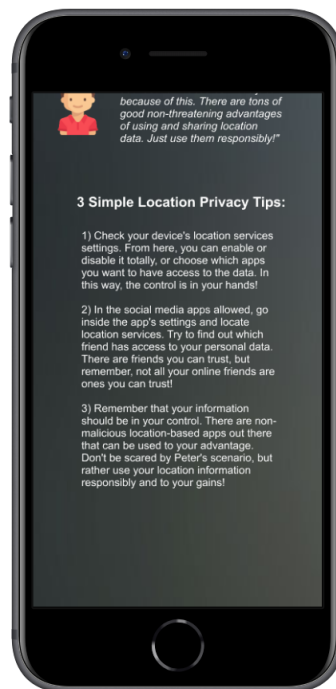 because of this. There are tons of
good non-threatening advantages
of using and sharing location
data. Just use them responsibly!"
3 Simple Location Privacy Tips:
1) Check your device's location services
settings. From here, you can enable or
disable it totally, or choose which apps
you want to have access to the data. In
this way, the control is in your hands!
2) In the social media apps allowed, go
inside the app's settings and locate
location services. Try to find out which
friend has access to your personal data.
There are friends you can trust, but
remember, not all your online friends are
ones you can trust!
3) Remember that your information
should be in your control. There are non-
malicious location-based apps out there
that can be used to your advantage.
Don't be scared by Peter's scenario, but
rather use your location information
responsibly and to your gains!